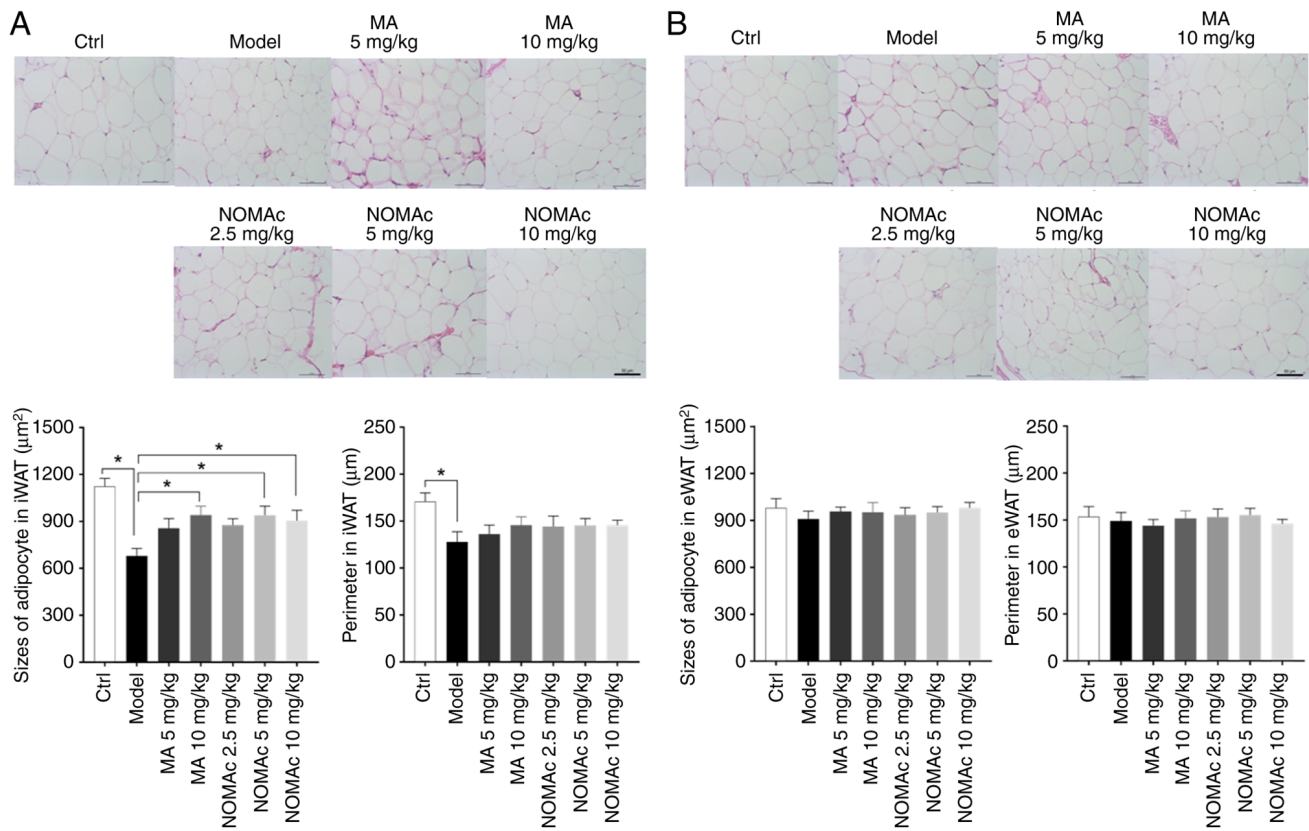 A
Ctrl
Model
MA
5 mg/kg
MA
10 mg/kg
NOMAc
2.5 mg/kg
NOMAc
5 mg/kg
NOMAc
10 mg/kg
Sizes of adipocyte in iWAT (μm²)
1500
1200
900
600
300
0
*
*
*
*
Ctrl
Model
MA 5 mg/kg
MA 10 mg/kg
NOMAc 2.5 mg/kg
NOMAc 5 mg/kg
NOMAc 10 mg/kg
Perimeter in iWAT (μm)
250
200
150
100
50
0
*
Ctrl
Model
MA 5 mg/kg
MA 10 mg/kg
NOMAc 2.5 mg/kg
NOMAc 5 mg/kg
NOMAc 10 mg/kg
B
Ctrl
Model
MA
5 mg/kg
MA
10 mg/kg
NOMAc
2.5 mg/kg
NOMAc
5 mg/kg
NOMAc
10 mg/kg
Sizes of adipocyte in eWAT (μm²)
1500
1200
900
600
300
0
Ctrl
Model
MA 5 mg/kg
MA 10 mg/kg
NOMAc 2.5 mg/kg
NOMAc 5 mg/kg
NOMAc 10 mg/kg
Perimeter in eWAT (μm)
250
200
150
100
50
0
Ctrl
Model
MA 5 mg/kg
MA 10 mg/kg
NOMAc 2.5 mg/kg
NOMAc 5 mg/kg
NOMAc 10 mg/kg